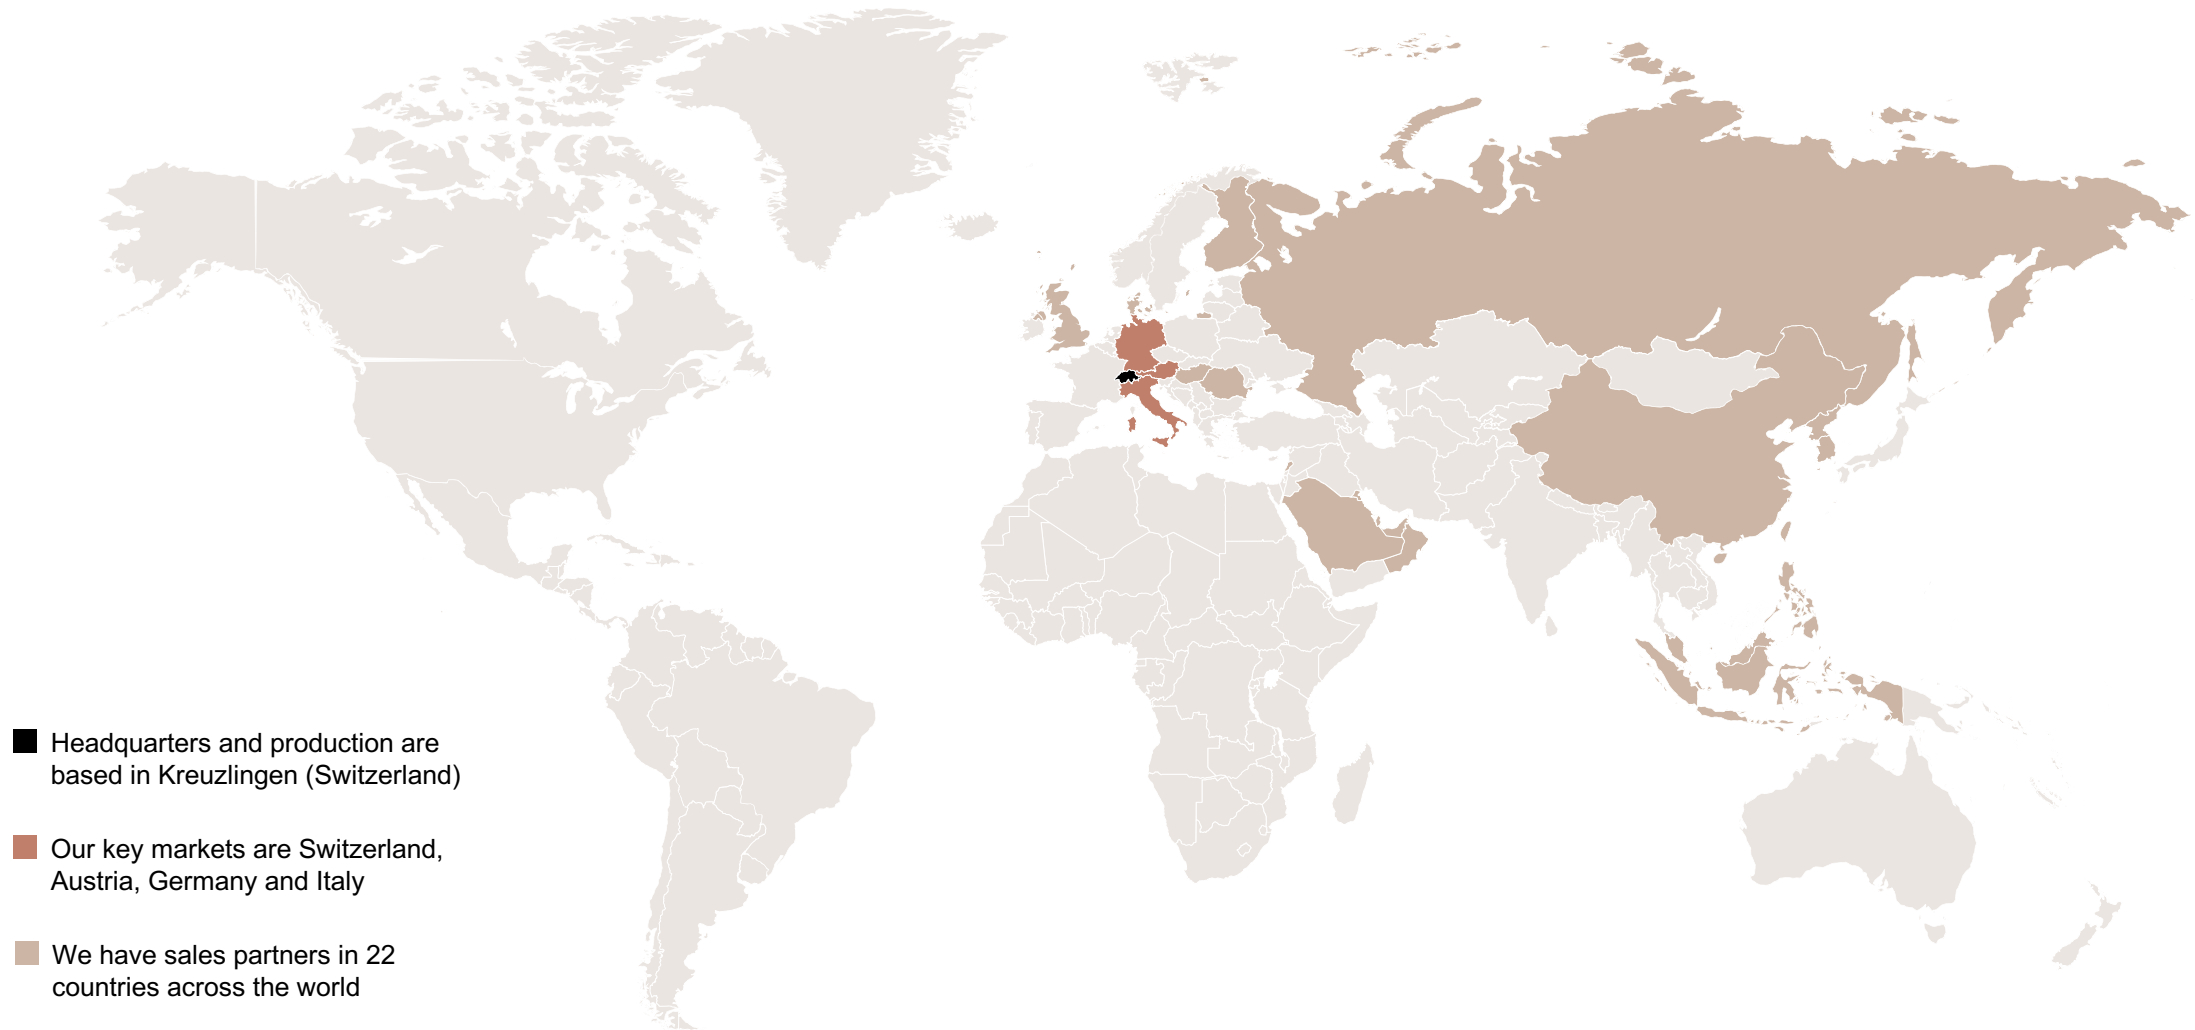 Headquarters and production are
based in Kreuzlingen (Switzerland)
Our key markets are Switzerland,
Austria, Germany and Italy
We have sales partners in 22
countries across the world